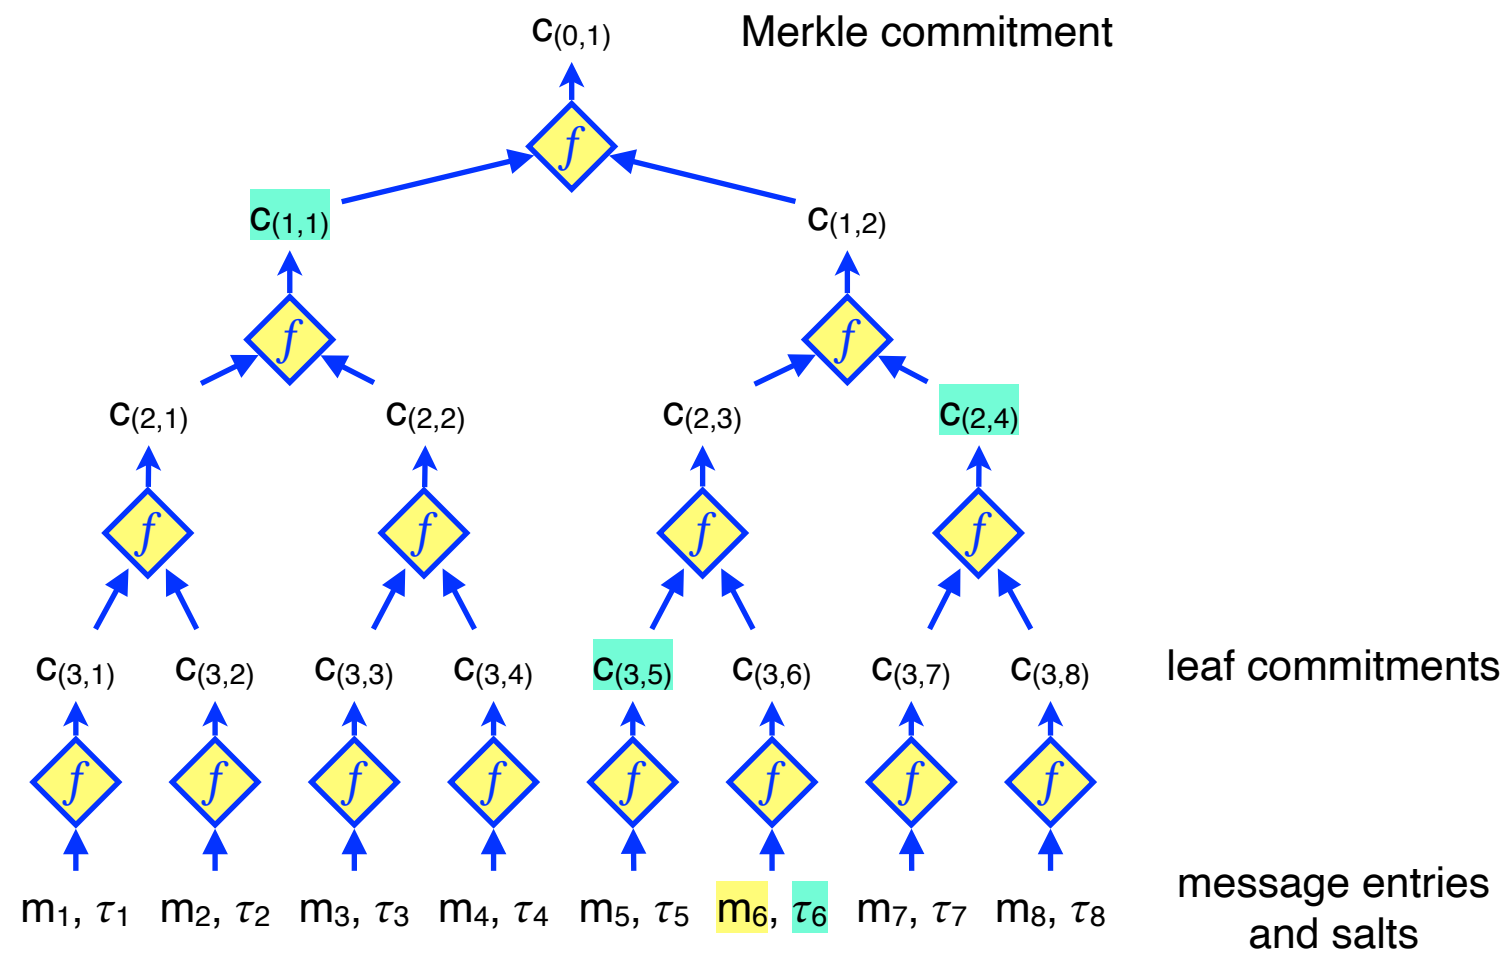 c(0,1) Merkle commitment
f
c(1,1) c(1,2)
f f
c(2,1) c(2,2) c(2,3) c(2,4)
f f f f
c(3,1) c(3,2) c(3,3) c(3,4) c(3,5) c(3,6) c(3,7) c(3,8) leaf commitments
f f f f f f f f
m1, τ1 m2, τ2 m3, τ3 m4, τ4 m5, τ5 m6, τ6 m7, τ7 m8, τ8 message entries
and salts